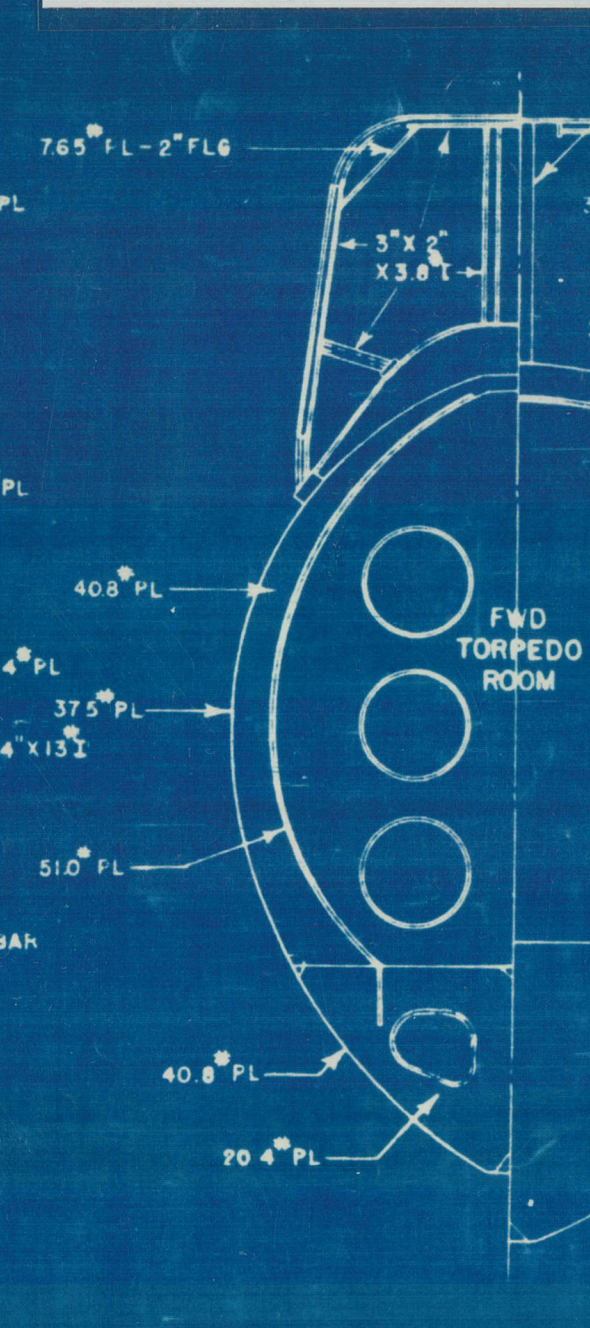 7.65# PL-2" FLG
PL
3" X 2"
X 3.8# I
PL
40.8# PL
FWD
TORPEDO
ROOM
4# PL
37.5# PL
4" X 13# I
51.0# PL
BAR
40.8# PL
20.4# PL